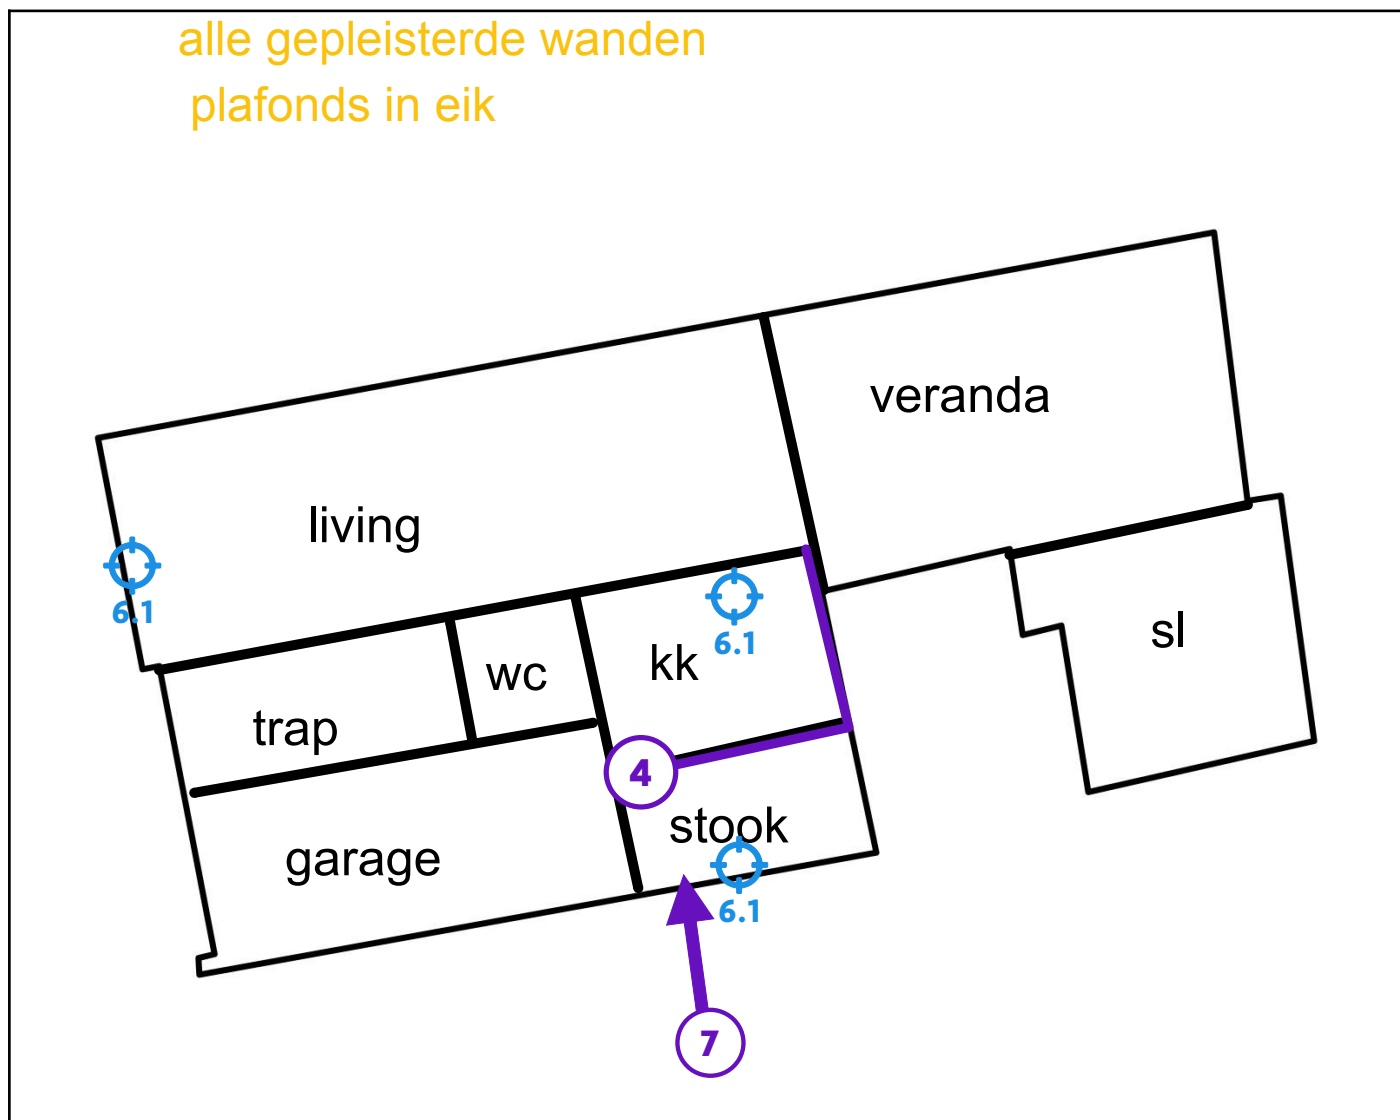 alle gepleisterde wanden
plafonds in eik
veranda
living
6.1
6.1
sl
kk
wc
trap
4
stook
garage
6.1
7